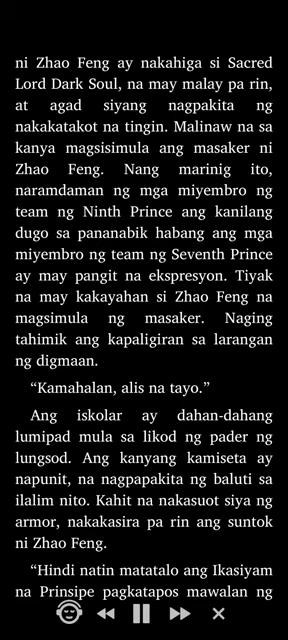 ni Zhao Feng ay nakahiga si Sacred
Lord Dark Soul, na may malay pa rin,
at agad siyang nagpakita ng
nakakatakot na tingin. Malinaw na sa
kanya magsisimula ang masaker ni
Zhao Feng. Nang marinig ito,
naramdaman ng mga miyembro ng
team ng Ninth Prince ang kanilang
dugo sa pananabik habang ang mga
miyembro ng team ng Seventh Prince
ay may pangit na ekspresyon. Tiyak
na may kakayahan si Zhao Feng na
magsimula ng masaker. Naging
tahimik ang kapaligiran sa larangan
ng digmaan.
“Kamahalan, alis na tayo.”
Ang iskolar ay dahan-dahang
lumipad mula sa likod ng pader ng
lungsod. Ang kanyang kamiseta ay
napunit, na nagpapakita ng baluti sa
ilalim nito. Kahit na nakasuot siya ng
armor, nakakasira pa rin ang suntok
ni Zhao Feng.
“Hindi natin matatalo ang Ikasiyam
na Prinsipe pagkatapos mawalan ng